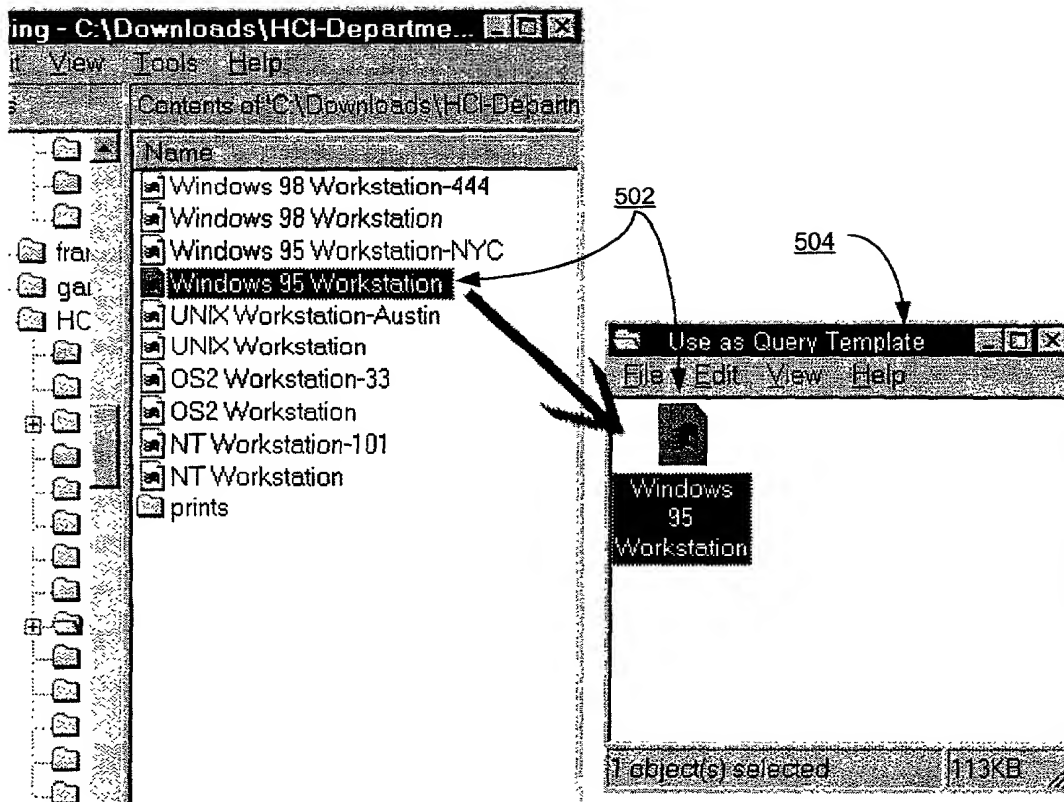 ing - C:\Downloads\HCI-Departme...
it View Tools Help
s Contents of 'C:\Downloads\HCI-Departm
Name
Windows 98 Workstation-444
Windows 98 Workstation
Windows 95 Workstation-NYC
Windows 95 Workstation
UNIX Workstation-Austin
UNIX Workstation
OS2 Workstation-33
OS2 Workstation
NT Workstation-101
NT Workstation
prints
fran
gar
HC
502
504
Use as Query Template
File Edit View Help
Windows
95
Workstation
1 object(s) selected 113KB